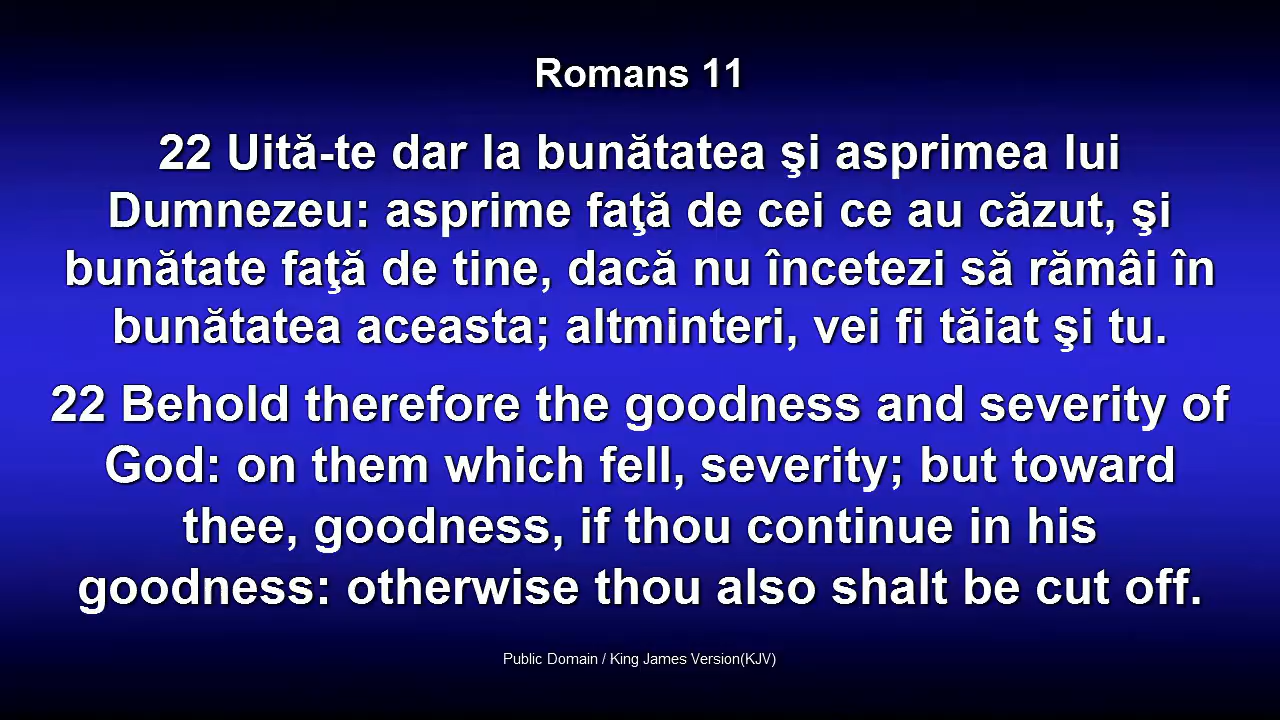 Romans 11
22 Uită-te dar la bunătatea şi asprimea lui
Dumnezeu: asprime faţă de cei ce au căzut, şi
bunătate faţă de tine, dacă nu încetezi să rămâi în
bunătatea aceasta; altminteri, vei fi tăiat şi tu.
22 Behold therefore the goodness and severity of
God: on them which fell, severity; but toward
thee, goodness, if thou continue in his
goodness: otherwise thou also shalt be cut off.
Public Domain / King James Version(KJV)